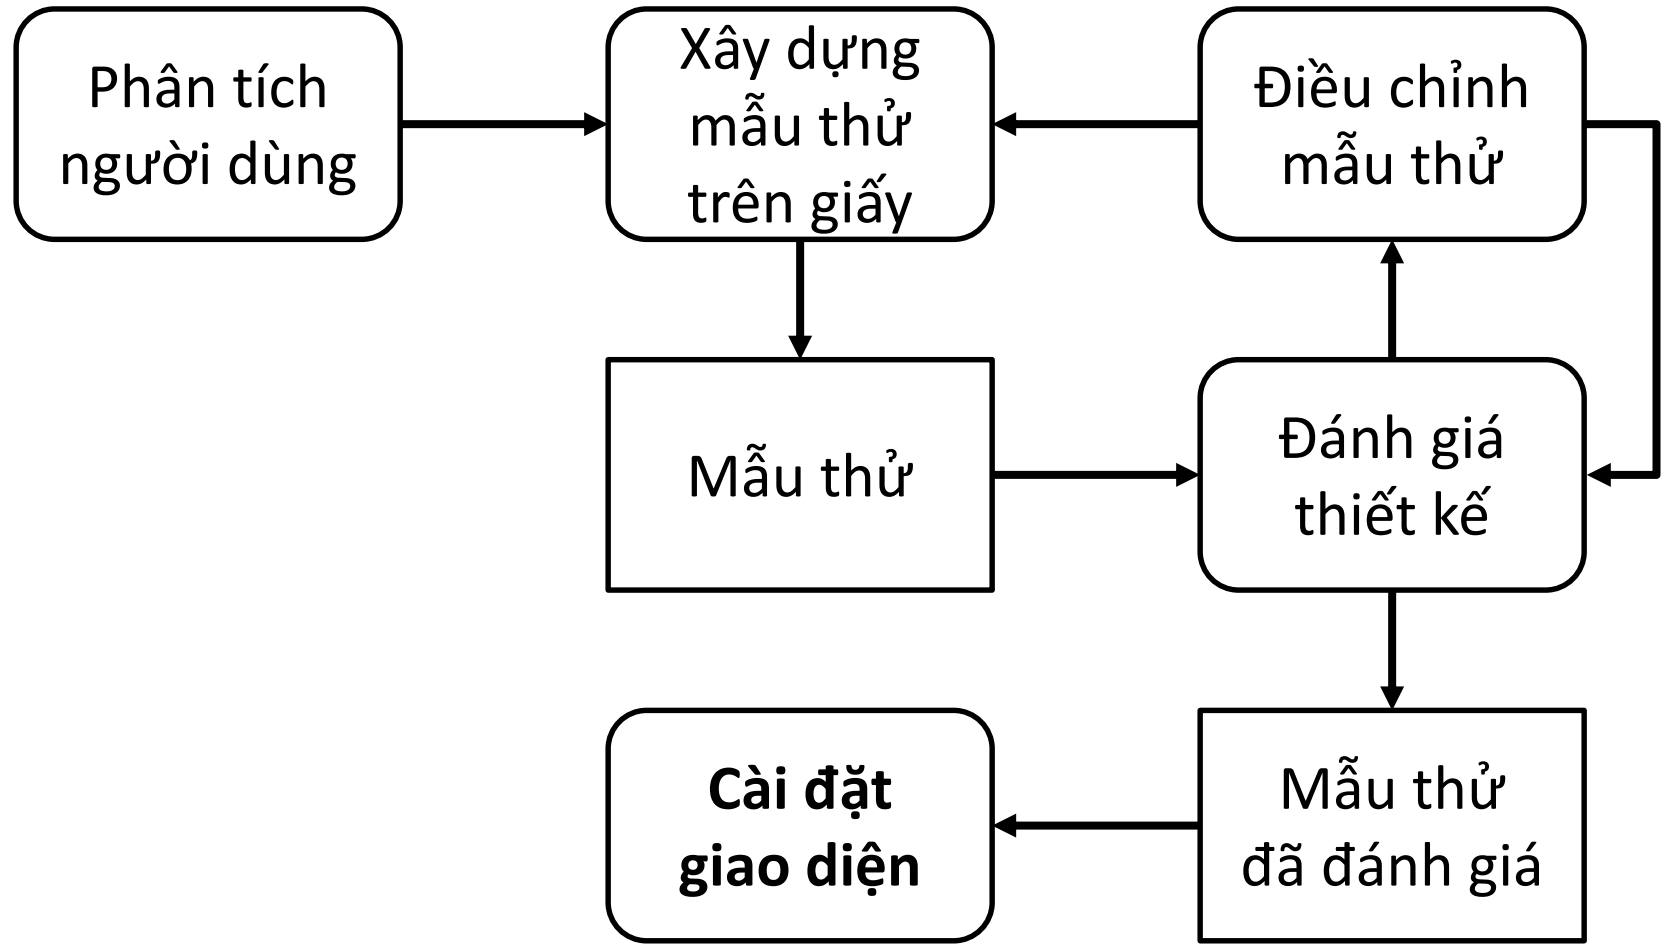 Phân tích
người dùng
Xây dựng
mẫu thử
trên giấy
Điều chỉnh
mẫu thử
Mẫu thử
Đánh giá
thiết kế
Cài đặt
giao diện
Mẫu thử
đã đánh giá